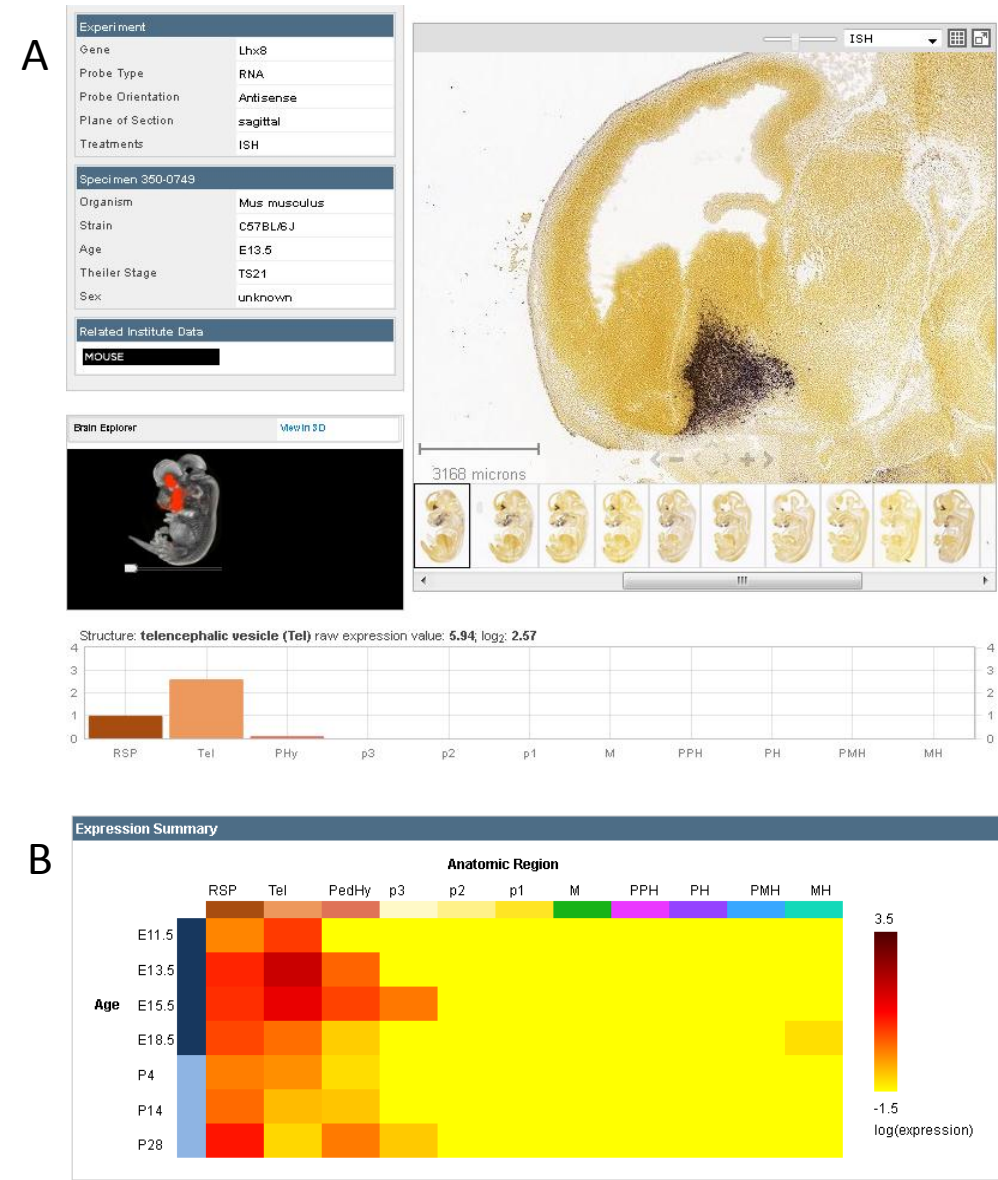 A
Experiment
Gene Lhx8
Probe Type RNA
Probe Orientation Antisense
Plane of Section sagittal
Treatments ISH
Specimen 350-0749
Organism Mus musculus
Strain C57BL/6J
Age E13.5
Theiler Stage TS21
Sex unknown
Related Institute Data
MOUSE
ISH
3168 microns
Brain Explorer View in 3D
Structure: telencephalic vesicle (Tel) raw expression value: 5.94; log2: 2.57
4 4
3 3
2 2
1 1
0 0
RSP Tel PHy p3 p2 p1 M PPH PH PMH MH
B
Expression Summary
Anatomic Region
RSP Tel PedHy p3 p2 p1 M PPH PH PMH MH
3.5
E11.5
E13.5
Age E15.5
E18.5
P4
P14
P28
-1.5
log(expression)